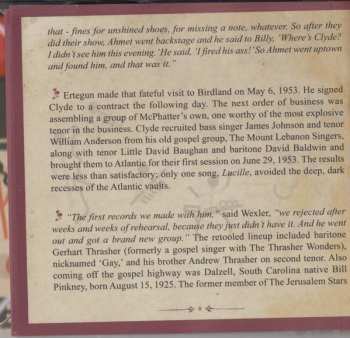 that - fines for unshined shoes, for missing a note, whatever. So after they
did their show, Ahmet went backstage and he said to Billy, 'Where's Clyde?
I didn't see him this evening.' He said, 'I fired his ass!' So Ahmet went uptown
and found him, and that was it."
Ertegun made that fateful visit to Birdland on May 6, 1953. He signed
Clyde to a contract the following day. The next order of business was
assembling a group of McPhatter's own, one worthy of the most explosive
tenor in the business. Clyde recruited bass singer James Johnson and tenor
William Anderson from his old gospel group, The Mount Lebanon Singers,
along with tenor Little David Baughan and baritone David Baldwin and
brought them to Atlantic for their first session on June 29, 1953. The results
were less than satisfactory; only one song, Lucille, avoided the deep, dark
recesses of the Atlantic vaults.
"The first records we made with him," said Wexler, "we rejected after
weeks and weeks of rehearsal, because they just didn't have it. And he went
out and got a brand new group." The retooled lineup included baritone
Gerhart Thrasher (formerly a gospel singer with The Thrasher Wonders),
nicknamed 'Gay,' and his brother Andrew Thrasher on second tenor. Also
coming off the gospel highway was Dalzell, South Carolina native Bill
Pinkney, born August 15, 1925. The former member of The Jerusalem Stars